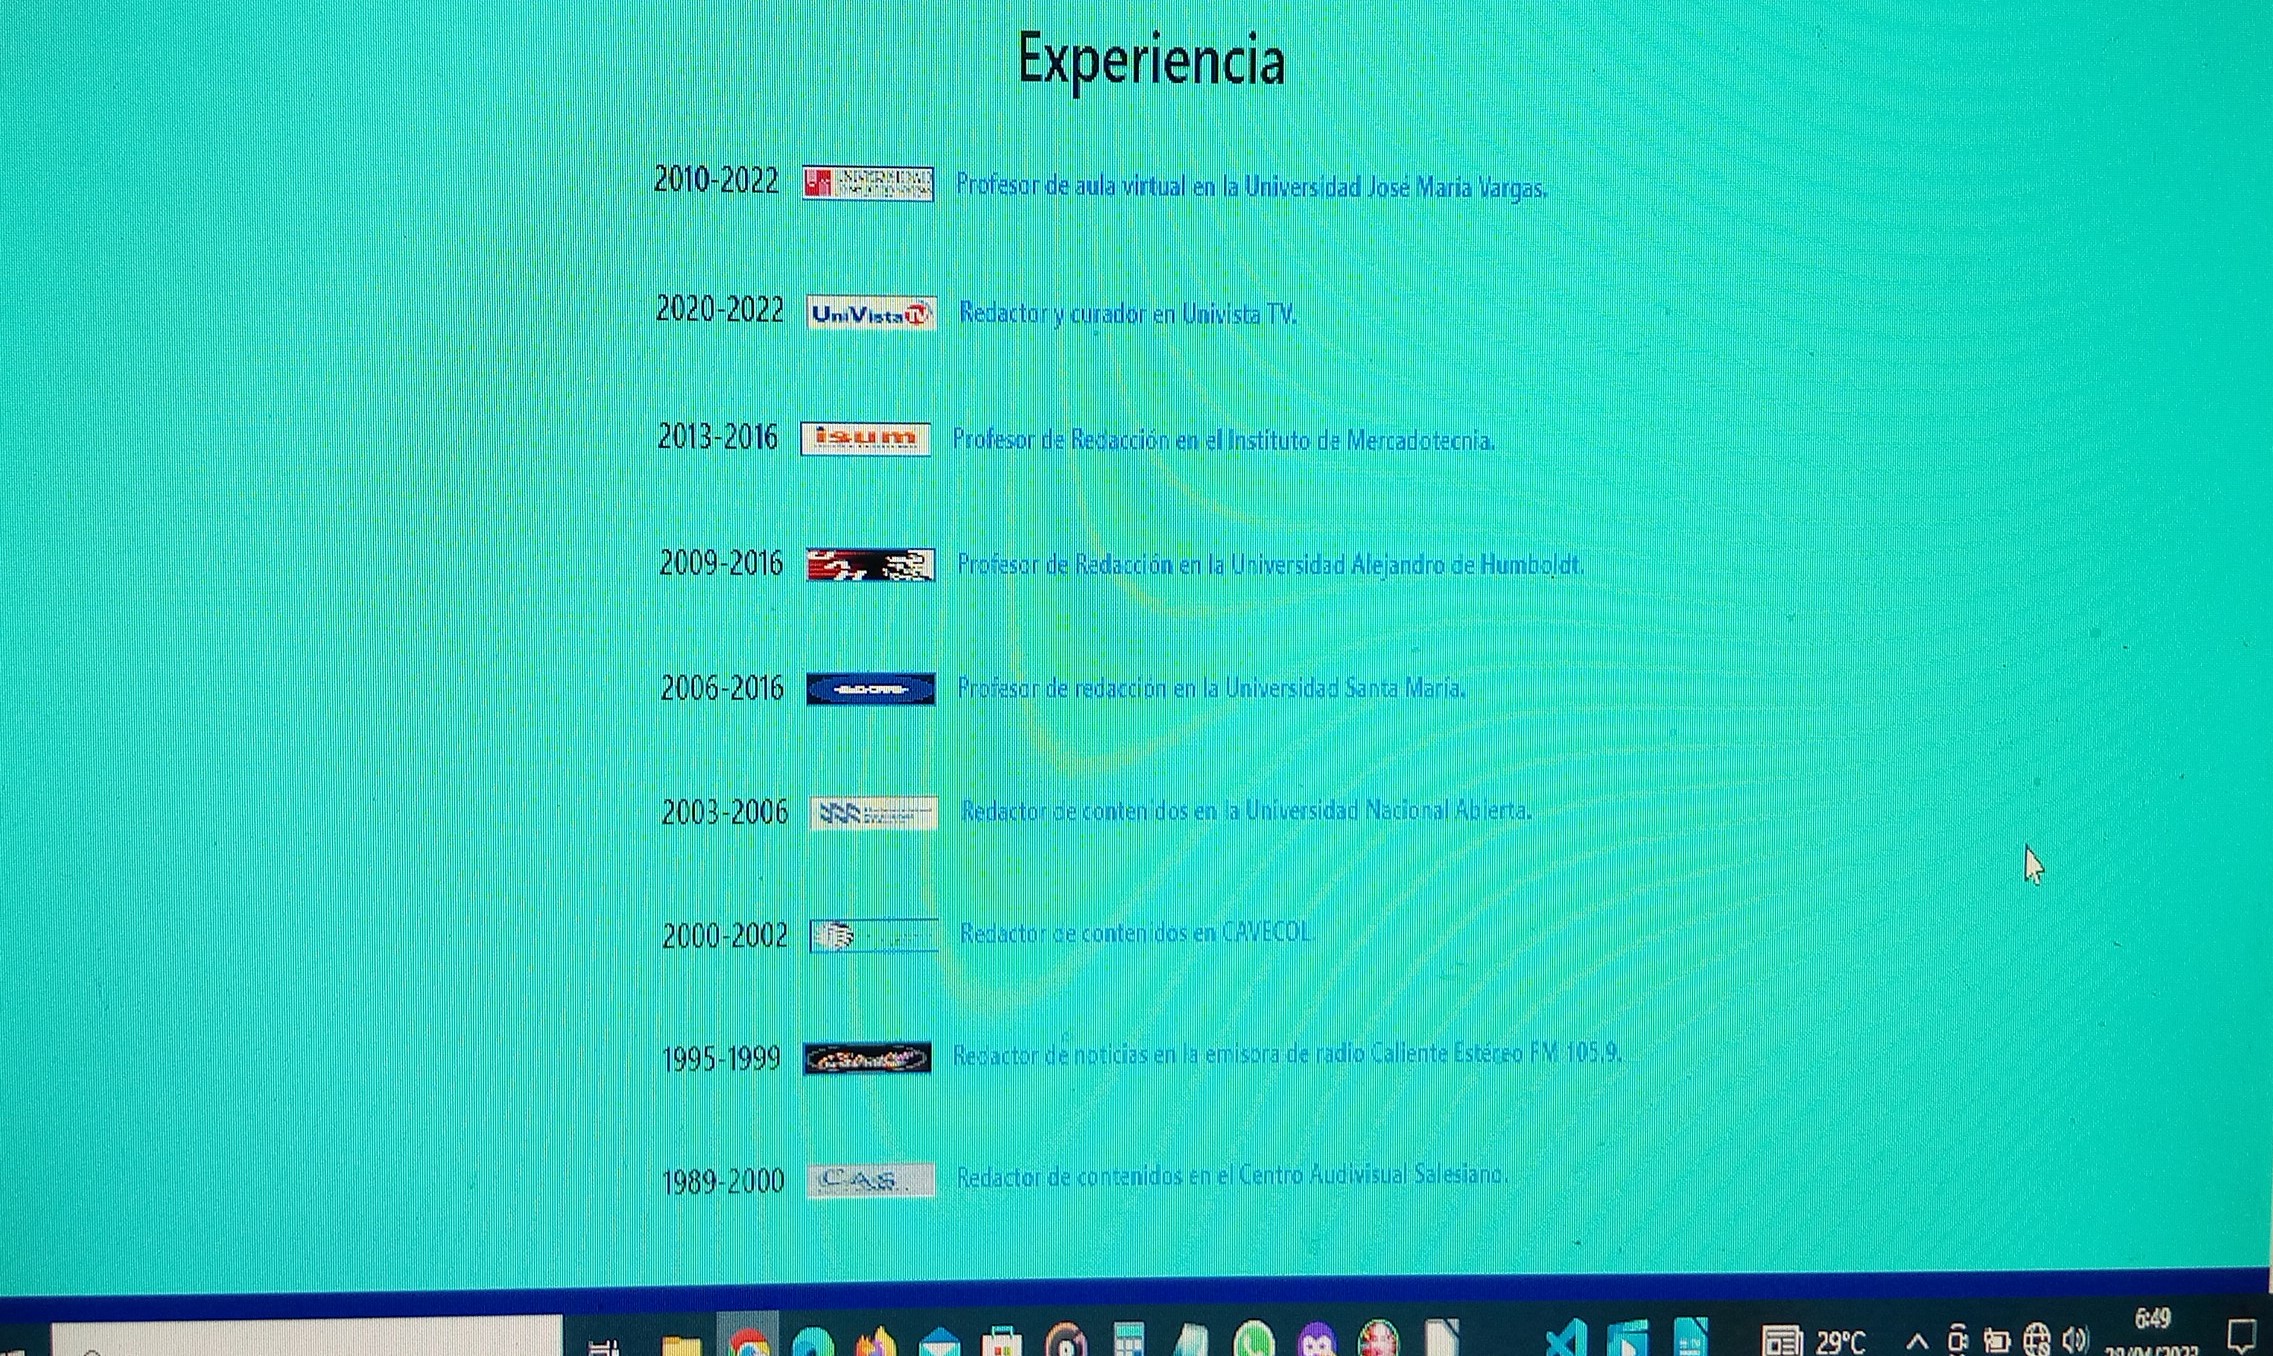 Experiencia
2010-2022 Profesor de aula virtual en la Universidad José María Vargas.
2020-2022 UniVista TV Redactor y curador en Univista TV.
2013-2016 isum Profesor de Redacción en el Instituto de Mercadotecnia.
2009-2016 Profesor de Redacción en la Universidad Alejandro de Humboldt.
2006-2016 Profesor de redacción en la Universidad Santa María.
2003-2006 Redactor de contenidos en la Universidad Nacional Abierta.
2000-2002 Redactor de contenidos en CAVECOL.
1995-1999 Redactor de noticias en la emisora de radio Caliente Estéreo FM 105.9.
1989-2000 CAS Redactor de contenidos en el Centro Audivisual Salesiano.
29°C 6:49